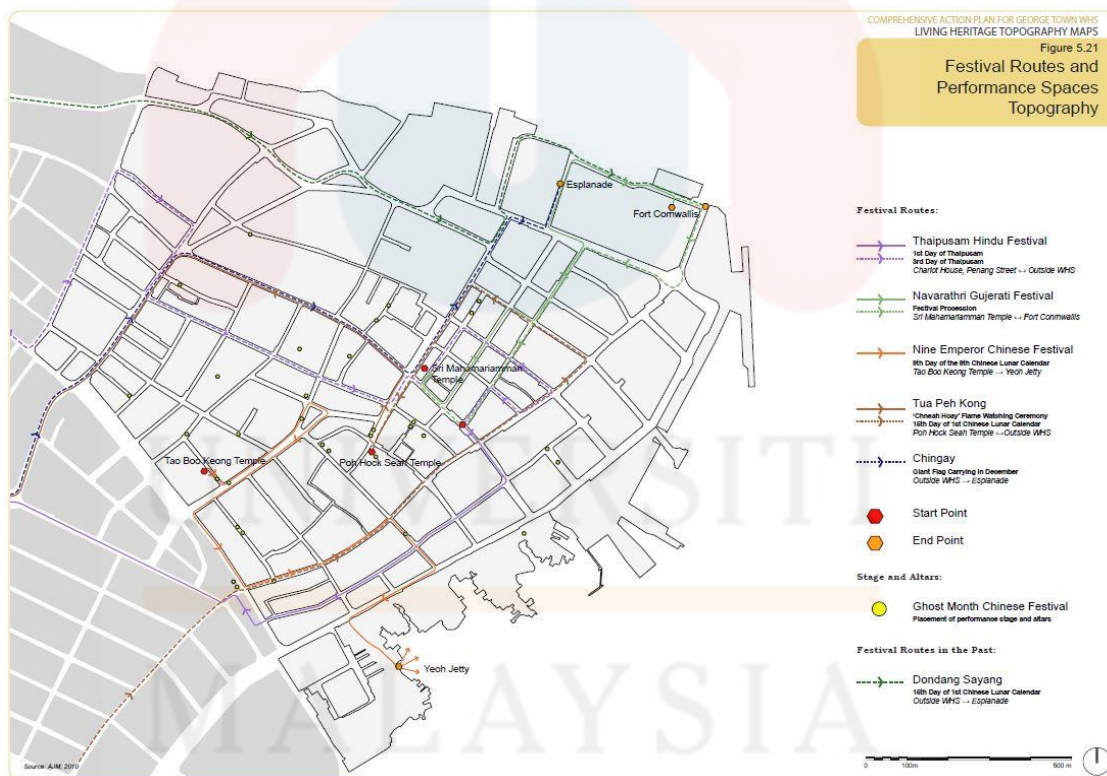 COMPREHENSIVE ACTION PLAN FOR GEORGE TOWN WHS
LIVING HERITAGE TOPOGRAPHY MAPS
Figure 5.21
Festival Routes and
Performance Spaces
Topography
Esplanade
Fort Cornwallis
Sri Mahamariamman
Temple
Tao Boo Keong Temple
Poh Hock Seah Temple
Yeoh Jetty
Festival Routes:
Thaipusam Hindu Festival
1st Day of Thaipusam
3rd Day of Thaipusam
Chariot House, Penang Street ↔ Outside WHS
Navarathri Gujerati Festival
Festival Procession
Sri Mahamariamman Temple ↔ Fort Cornwallis
Nine Emperor Chinese Festival
9th Day of the 9th Chinese Lunar Calendar
Tao Boo Keong Temple → Yeoh Jetty
Tua Peh Kong
'Chneah Hoay' Flame Watching Ceremony
15th Day of 1st Chinese Lunar Calendar
Poh Hock Seah Temple ↔ Outside WHS
Chingay
Giant Flag Carrying in December
Outside WHS → Esplanade
Start Point
End Point
Stage and Altars:
Ghost Month Chinese Festival
Placement of performance stage and altars
Festival Routes in the Past:
Dondang Sayang
15th Day of 1st Chinese Lunar Calendar
Outside WHS → Esplanade
0 100m 500 m
Source: AJM, 2010
UNIVERSITI
MALAYSIA